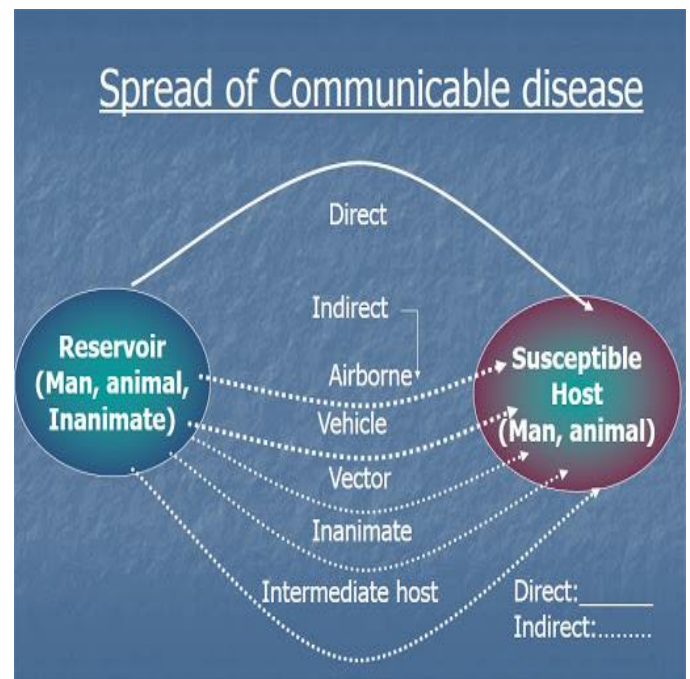 Spread of Communicable disease
Direct
Indirect
Reservoir
(Man, animal,
Inanimate)
Airborne
Vehicle
Vector
Inanimate
Intermediate host
Susceptible
Host
(Man, animal)
Direct:______
Indirect:.........